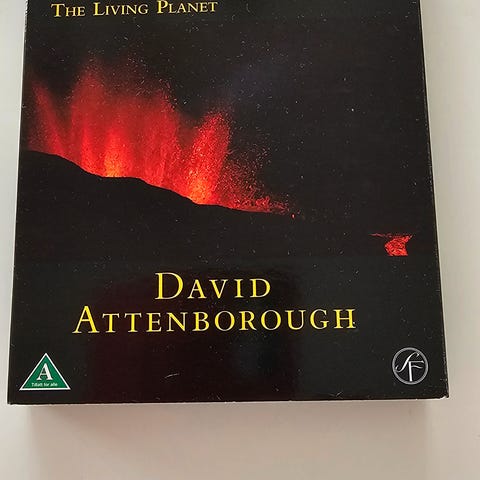 THE LIVING PLANET
DAVID
ATTENBOROUGH
A
Tilladt for alle
SF